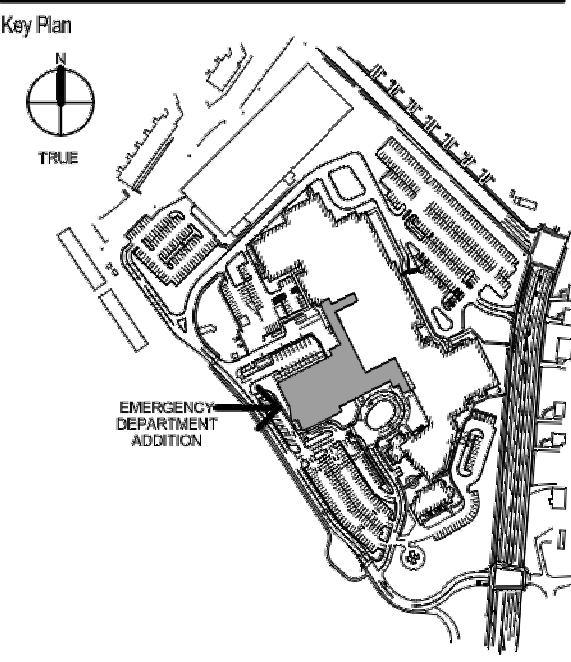 Key Plan
N
TRUE
EMERGENCY
DEPARTMENT
ADDITION